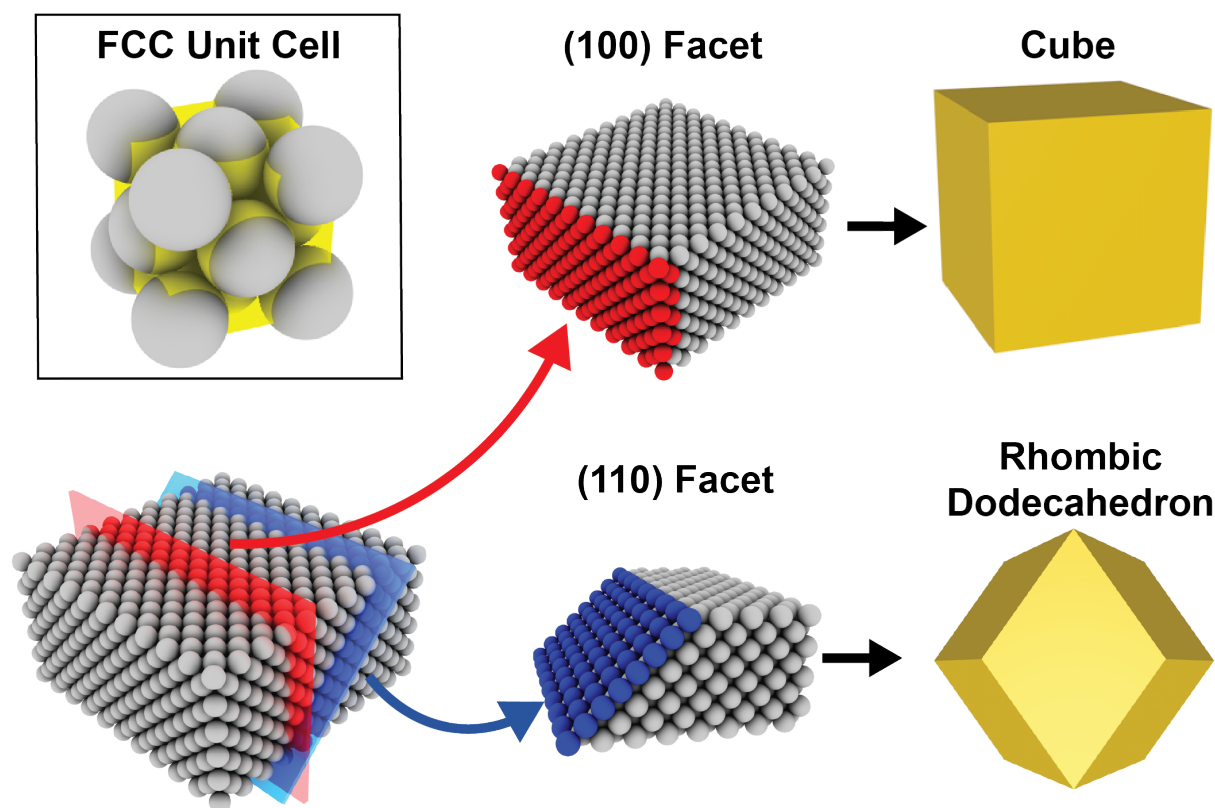 FCC Unit Cell
(100) Facet
Cube
(110) Facet
Rhombic
Dodecahedron